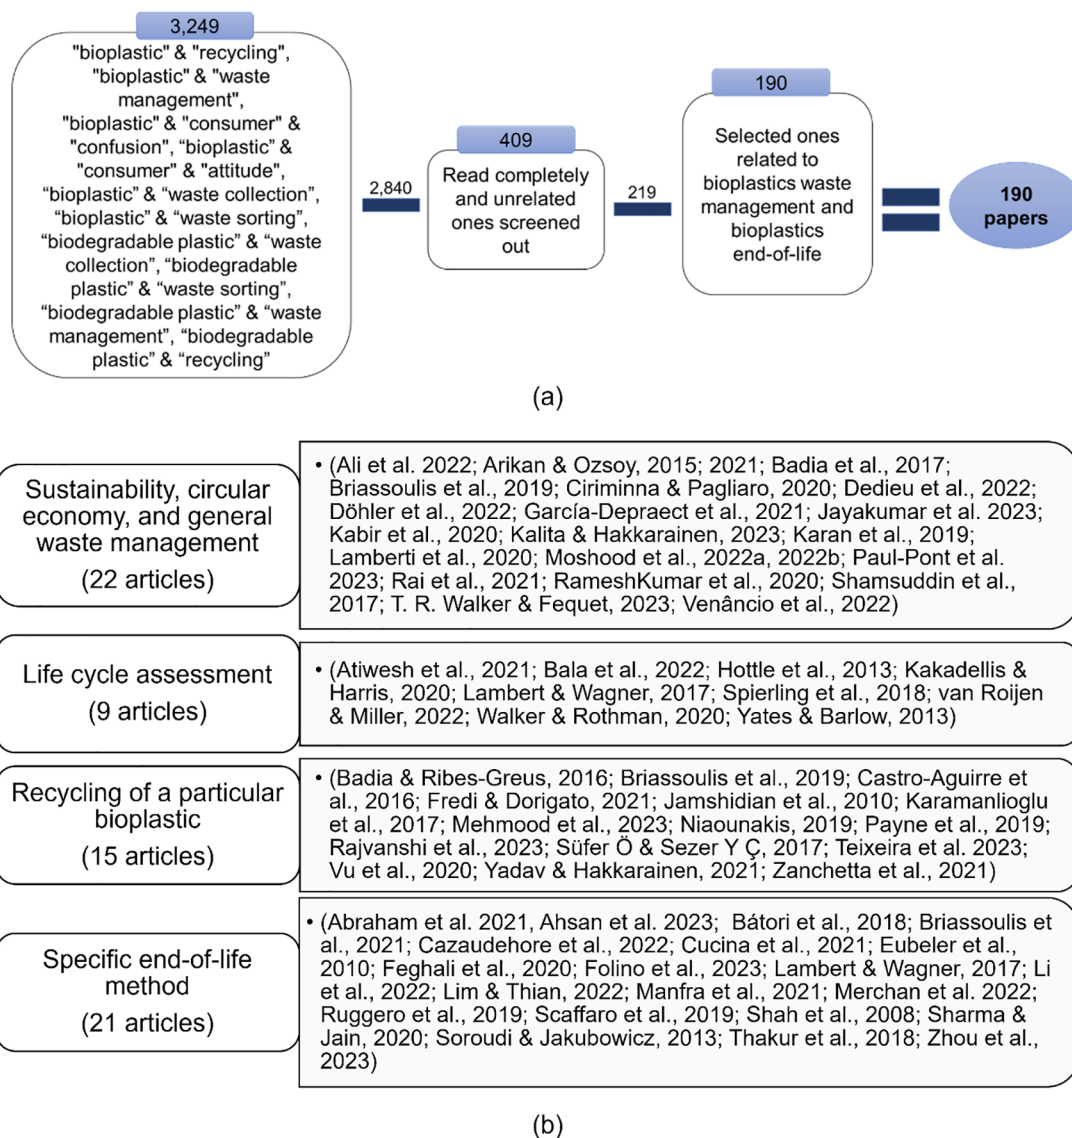 3,249
"bioplastic" & "recycling",
"bioplastic" & "waste
management",
"bioplastic" & "consumer" &
"confusion", “bioplastic” &
"consumer" & "attitude",
“bioplastic” & “waste collection”,
“bioplastic” & “waste sorting”,
“biodegradable plastic” & “waste
collection”, “biodegradable
plastic” & “waste sorting”,
“biodegradable plastic” & “waste
management”, “biodegradable
plastic” & “recycling”
2,840
409
Read completely
and unrelated
ones screened
out
219
190
Selected ones
related to
bioplastics waste
management and
bioplastics
end-of-life
190
papers
(a)
Sustainability, circular
economy, and general
waste management
(22 articles)
• (Ali et al. 2022; Arikan & Ozsoy, 2015; 2021; Badia et al., 2017;
Briassoulis et al., 2019; Ciriminna & Pagliaro, 2020; Dedieu et al., 2022;
Döhler et al., 2022; García-Depraect et al., 2021; Jayakumar et al. 2023;
Kabir et al., 2020; Kalita & Hakkarainen, 2023; Karan et al., 2019;
Lamberti et al., 2020; Moshood et al., 2022a, 2022b; Paul-Pont et al.
2023; Rai et al., 2021; RameshKumar et al., 2020; Shamsuddin et al.,
2017; T. R. Walker & Fequet, 2023; Venâncio et al., 2022)
Life cycle assessment
(9 articles)
• (Atiwesh et al., 2021; Bala et al., 2022; Hottle et al., 2013; Kakadellis &
Harris, 2020; Lambert & Wagner, 2017; Spierling et al., 2018; van Roijen
& Miller, 2022; Walker & Rothman, 2020; Yates & Barlow, 2013)
Recycling of a particular
bioplastic
(15 articles)
• (Badia & Ribes-Greus, 2016; Briassoulis et al., 2019; Castro-Aguirre et
al., 2016; Fredi & Dorigato, 2021; Jamshidian et al., 2010; Karamanlioglu
et al., 2017; Mehmood et al., 2023; Niaounakis, 2019; Payne et al., 2019;
Rajvanshi et al., 2023; Süfer Ö & Sezer Y Ç, 2017; Teixeira et al. 2023;
Vu et al., 2020; Yadav & Hakkarainen, 2021; Zanchetta et al., 2021)
Specific end-of-life
method
(21 articles)
• (Abraham et al. 2021, Ahsan et al. 2023; Bátori et al., 2018; Briassoulis et
al., 2021; Cazaudehore et al., 2022; Cucina et al., 2021; Eubeler et al.,
2010; Feghali et al., 2020; Folino et al., 2023; Lambert & Wagner, 2017; Li
et al., 2022; Lim & Thian, 2022; Manfra et al., 2021; Merchan et al. 2022;
Ruggero et al., 2019; Scaffaro et al., 2019; Shah et al., 2008; Sharma &
Jain, 2020; Soroudi & Jakubowicz, 2013; Thakur et al., 2018; Zhou et al.,
2023)
(b)